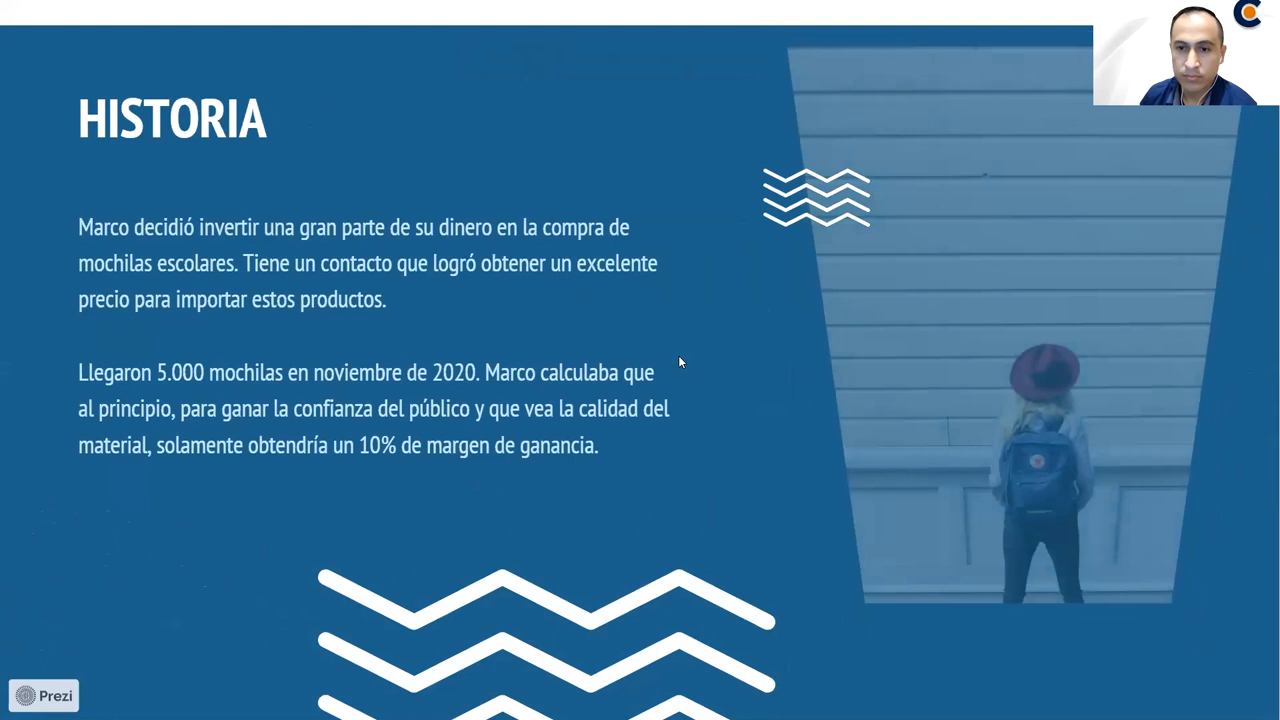 HISTORIA
Marco decidió invertir una gran parte de su dinero en la compra de
mochilas escolares. Tiene un contacto que logró obtener un excelente
precio para importar estos productos.
Llegaron 5.000 mochilas en noviembre de 2020. Marco calculaba que
al principio, para ganar la confianza del público y que vea la calidad del
material, solamente obtendría un 10% de margen de ganancia.
Prezi